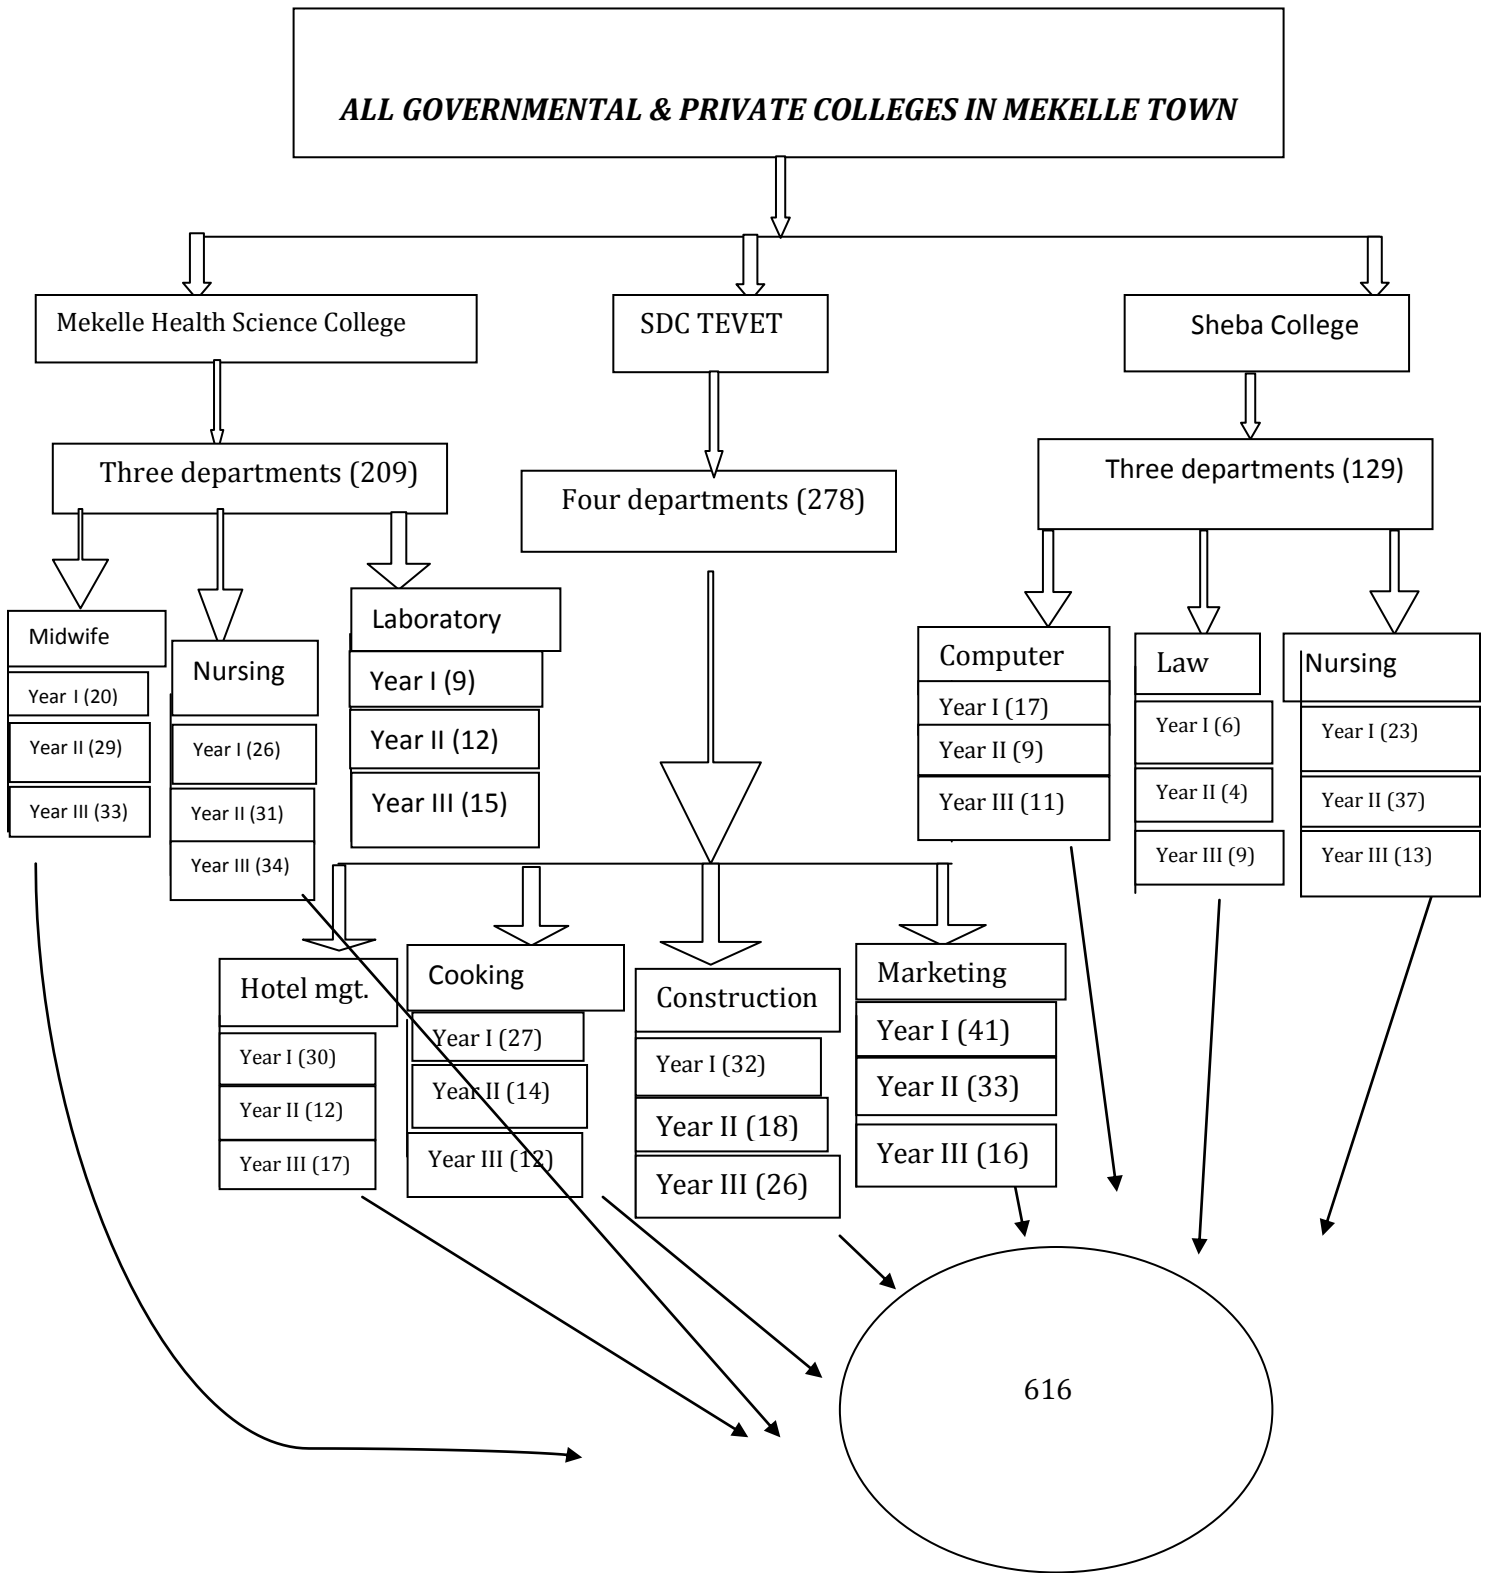 ALL GOVERNMENTAL & PRIVATE COLLEGES IN MEKELLE TOWN
Mekelle Health Science College
SDC TEVET
Sheba College
Three departments (209)
Four departments (278)
Three departments (129)
Midwife
Year I (20)
Year II (29)
Year III (33)
Nursing
Year I (26)
Year II (31)
Year III (34)
Laboratory
Year I (9)
Year II (12)
Year III (15)
Computer
Year I (17)
Year II (9)
Year III (11)
Law
Year I (6)
Year II (4)
Year III (9)
Nursing
Year I (23)
Year II (37)
Year III (13)
Hotel mgt.
Year I (30)
Year II (12)
Year III (17)
Cooking
Year I (27)
Year II (14)
Year III (12)
Construction
Year I (32)
Year II (18)
Year III (26)
Marketing
Year I (41)
Year II (33)
Year III (16)
616